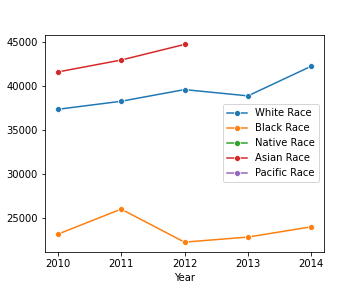 45000
40000
35000
30000
25000
White Race
Black Race
Native Race
Asian Race
Pacific Race
2010 2011 2012 2013 2014
Year